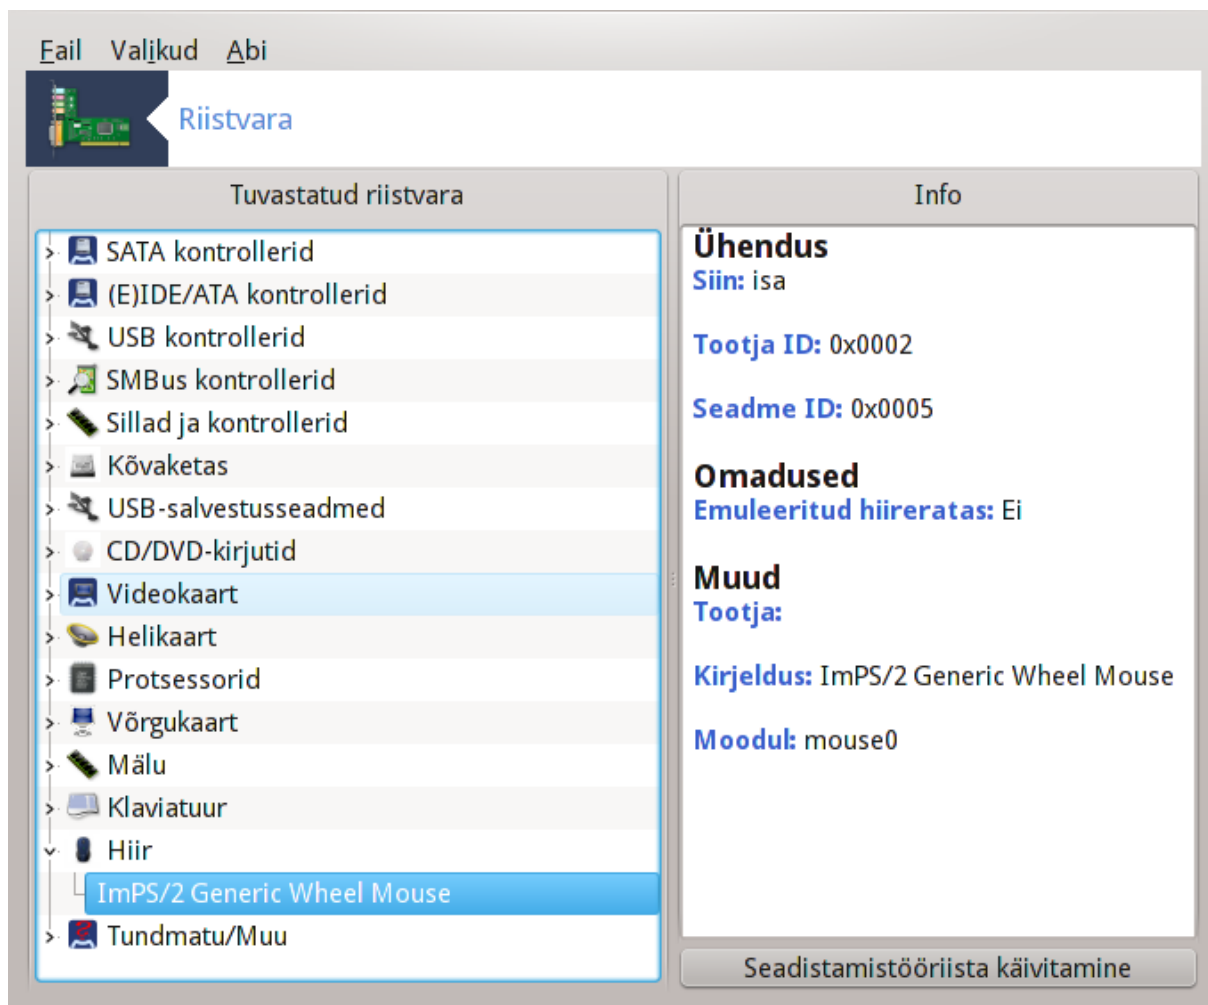 Fail Valikud Abi
Riistvara
Tuvastatud riistvara
SATA kontrollerid
(E)IDE/ATA kontrollerid
USB kontrollerid
SMBus kontrollerid
Sillad ja kontrollerid
Kõvaketas
USB-salvestusseadmed
CD/DVD-kirjutid
Videokaart
Helikaart
Protsessorid
Võrgukaart
Mälu
Klaviatuur
Hiir
ImPS/2 Generic Wheel Mouse
Tundmatu/Muu
Info
Ühendus
Siin: isa
Tootja ID: 0x0002
Seadme ID: 0x0005
Omadused
Emuleeritud hiireratas: Ei
Muud
Tootja:
Kirjeldus: ImPS/2 Generic Wheel Mouse
Moodul: mouse0
Seadistamistööriista käivitamine